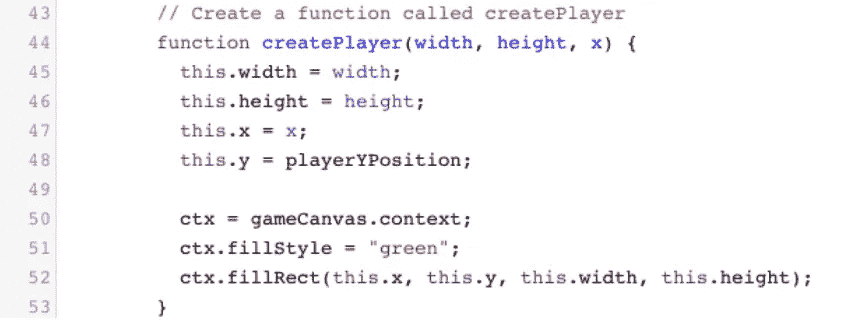 43 // Create a function called createPlayer
44 function createPlayer(width, height, x) {
45 this.width = width;
46 this.height = height;
47 this.x = x;
48 this.y = playerYPosition;
49
50 ctx = gameCanvas.context;
51 ctx.fillStyle = "green";
52 ctx.fillRect(this.x, this.y, this.width, this.height);
53 }